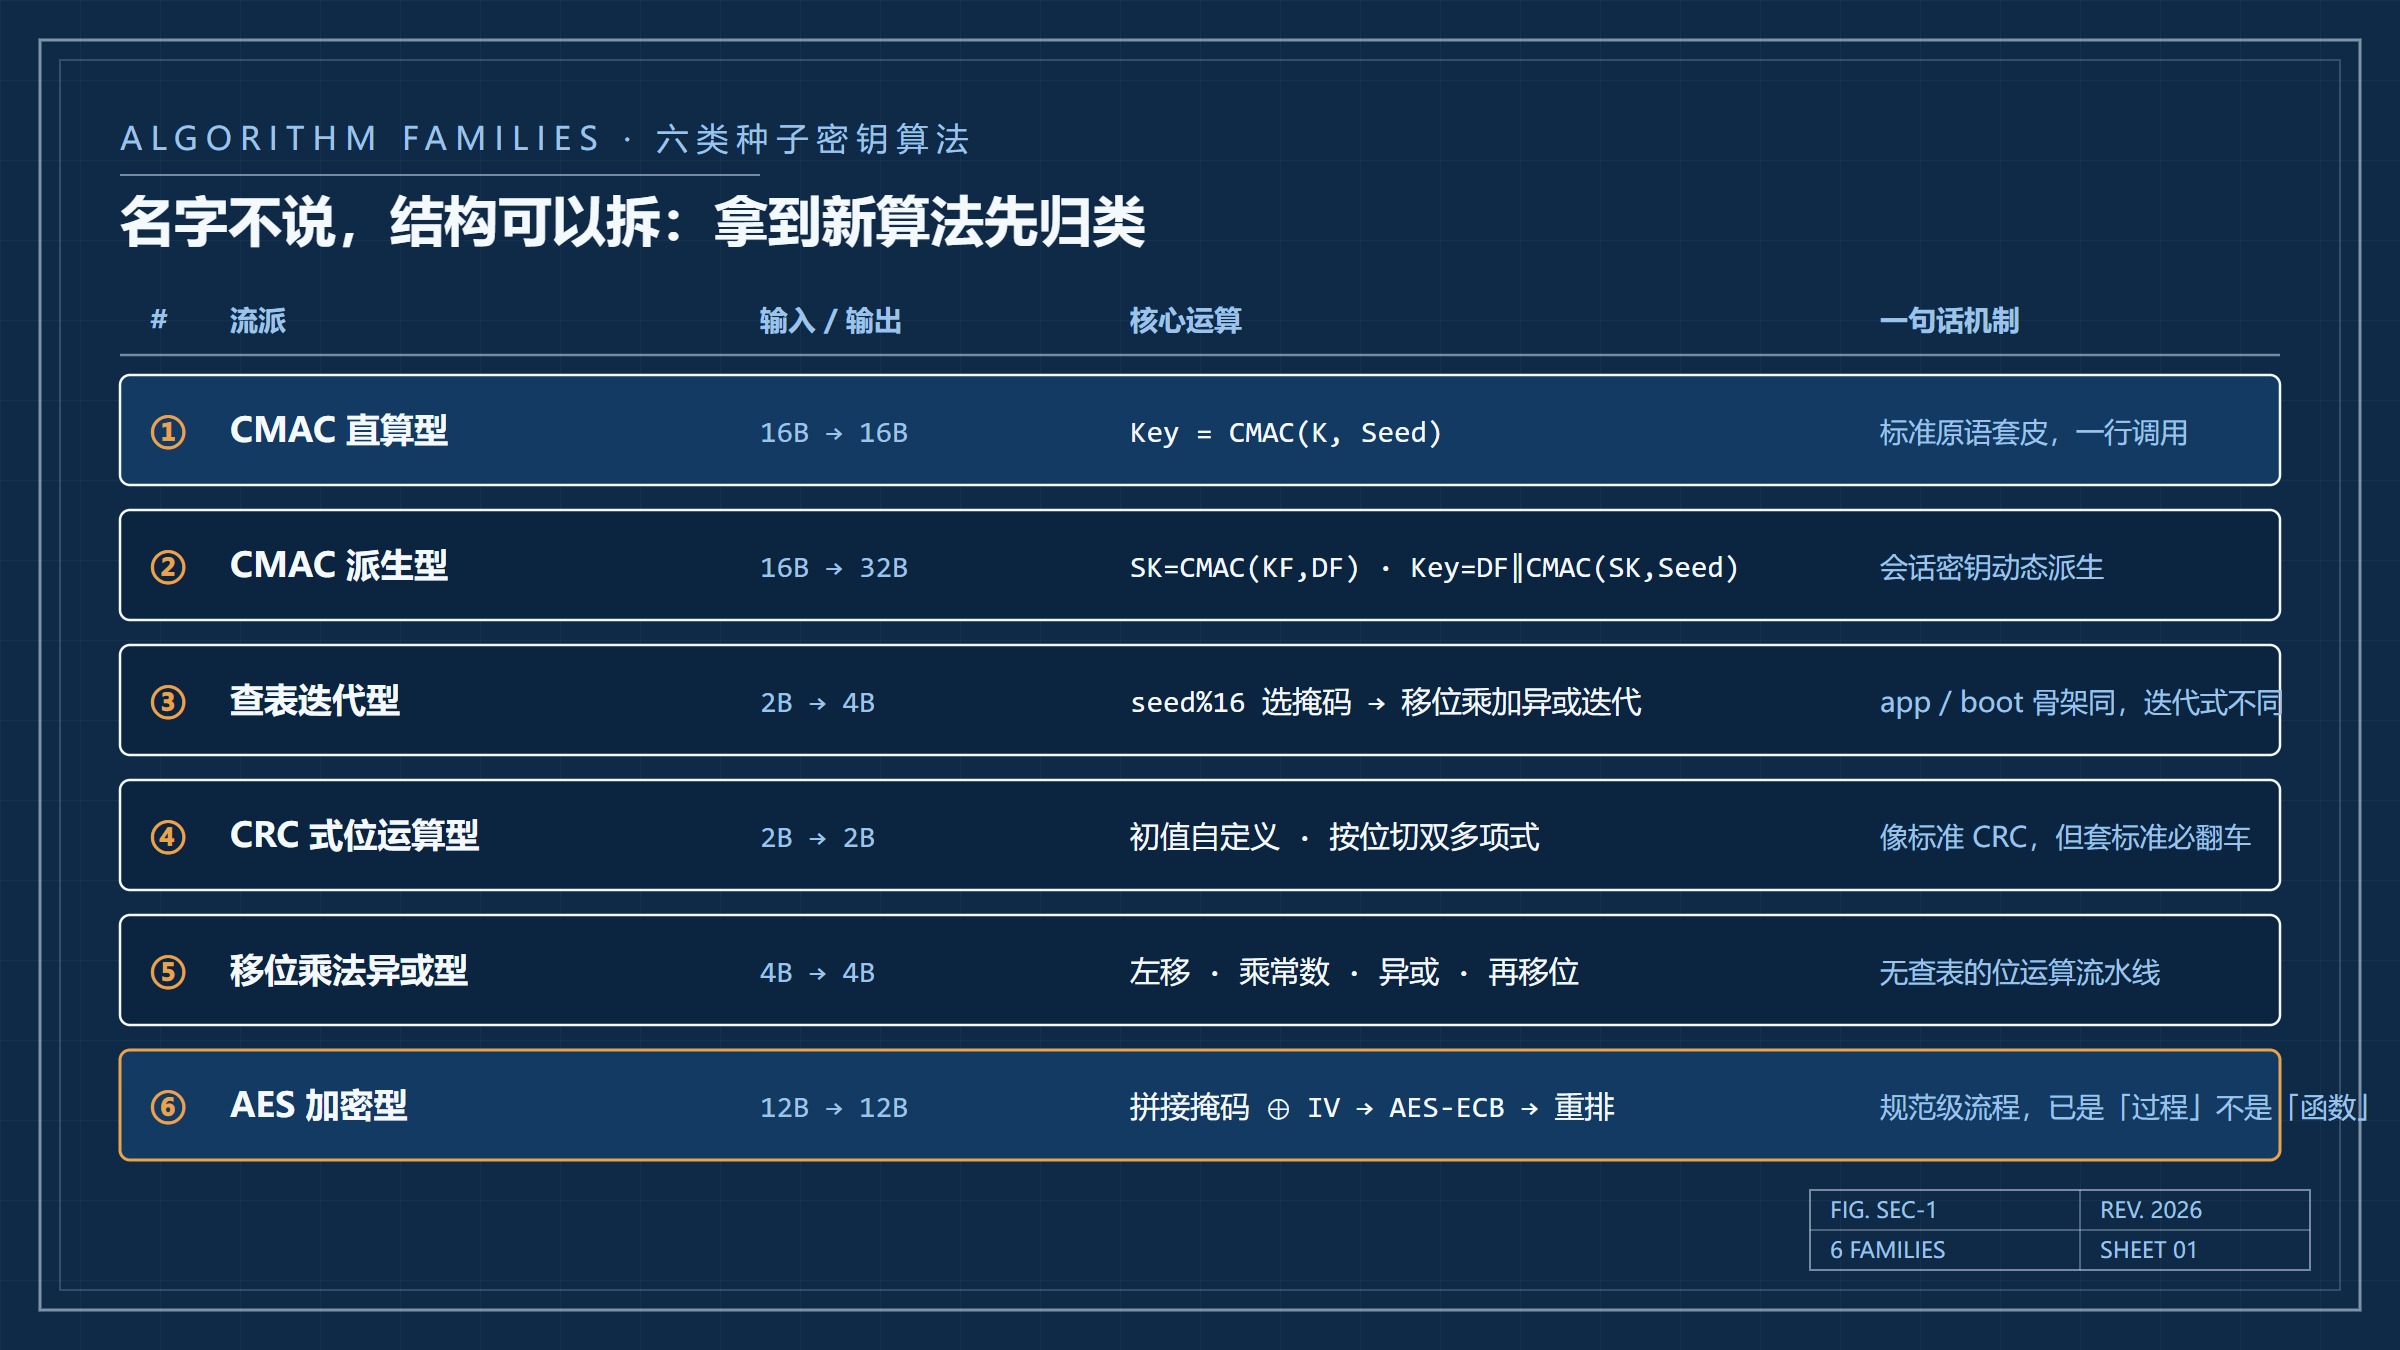 ALGORITHM FAMILIES · 六类种子密钥算法
名字不说，结构可以拆：拿到新算法先归类
# 流派 输入 / 输出 核心运算 一句话机制
① CMAC 直算型 16B → 16B Key = CMAC(K, Seed) 标准原语套皮，一行调用
② CMAC 派生型 16B → 32B SK=CMAC(KF,DF) · Key=DF‖CMAC(SK,Seed) 会话密钥动态派生
③ 查表迭代型 2B → 4B seed%16 选掩码 → 移位乘加异或迭代 app / boot 骨架同，迭代式不同
④ CRC 式位运算型 2B → 2B 初值自定义 · 按位切双多项式 像标准 CRC，但套标准必翻车
⑤ 移位乘法异或型 4B → 4B 左移 · 乘常数 · 异或 · 再移位 无查表的位运算流水线
⑥ AES 加密型 12B → 12B 拼接掩码 ⊕ IV → AES-ECB → 重排 规范级流程，已是「过程」不是「函数」
FIG. SEC-1 REV. 2026
6 FAMILIES SHEET 01